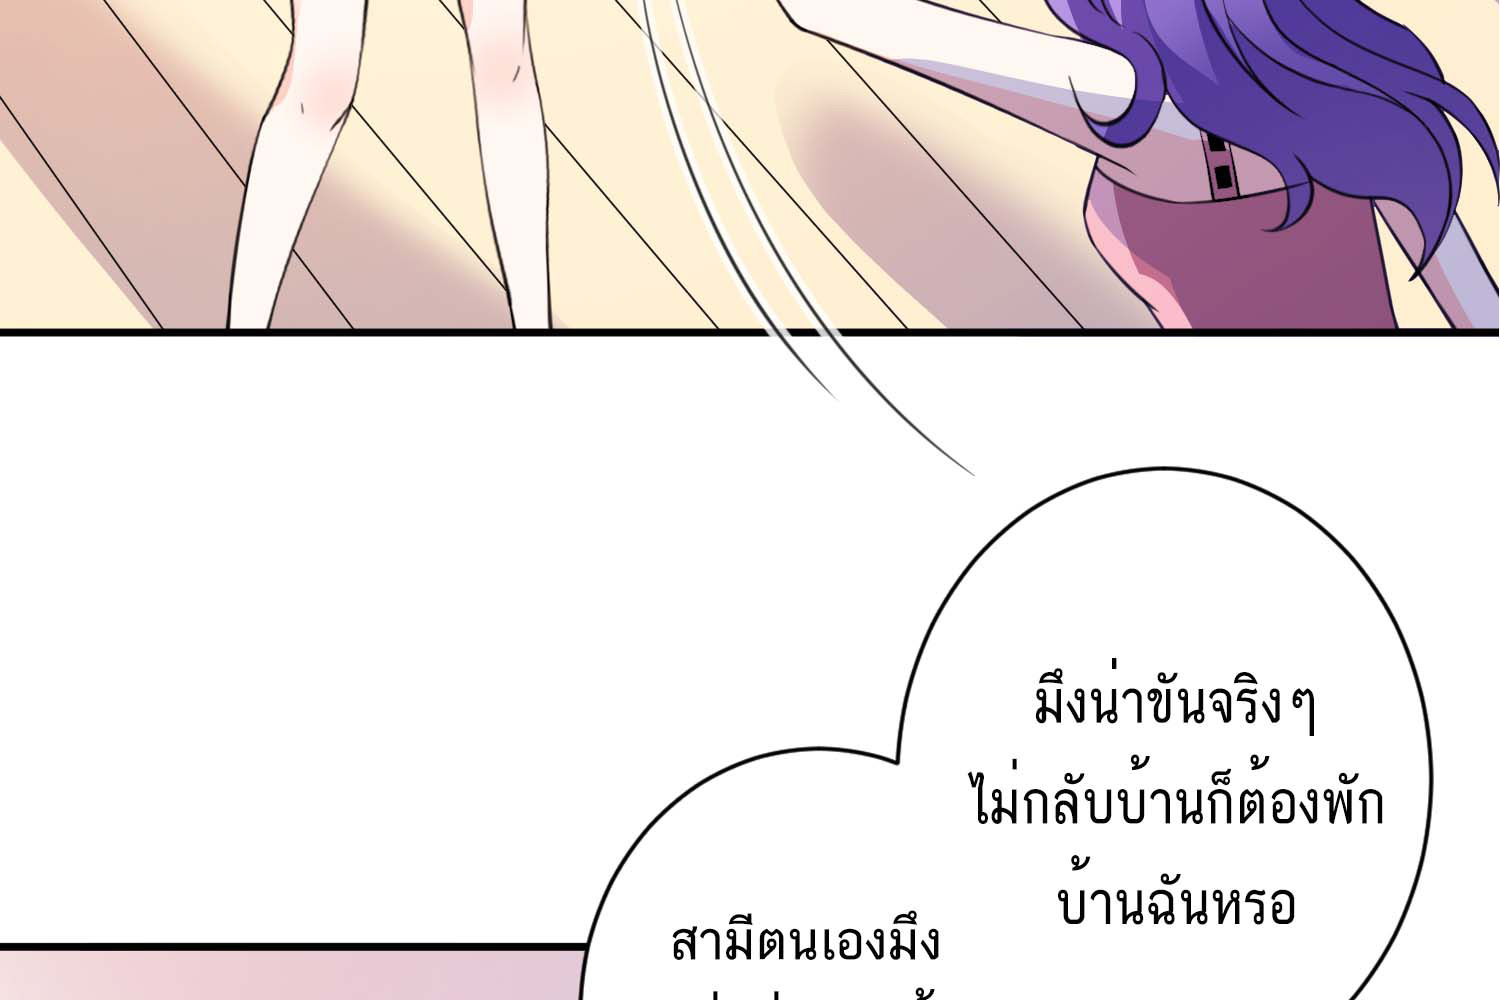 มึงน่าขันจริงๆ
ไม่กลับบ้านก็ต้องพัก
บ้านฉันหรอ
สามีตนเองมึง